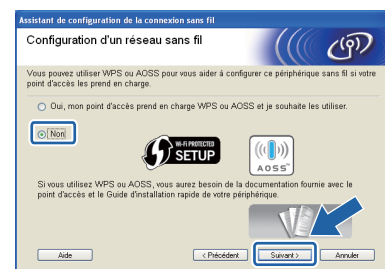 Assistant de configuration de la connexion sans fil
Configuration d'un réseau sans fil
Vous pouvez utiliser WPS ou AOSS pour vous aider à configurer ce périphérique sans fil si votre
point d'accès les prend en charge.
Oui, mon point d'accès prend en charge WPS ou AOSS et je souhaite les utiliser.
Non
WI-FI PROTECTED
SETUP
AOSS™
Si vous utilisez WPS ou AOSS, vous aurez besoin de la documentation fournie avec le
point d'accès et le Guide d'installation rapide de votre périphérique.
Aide
< Précédent
Suivant >
Annuler